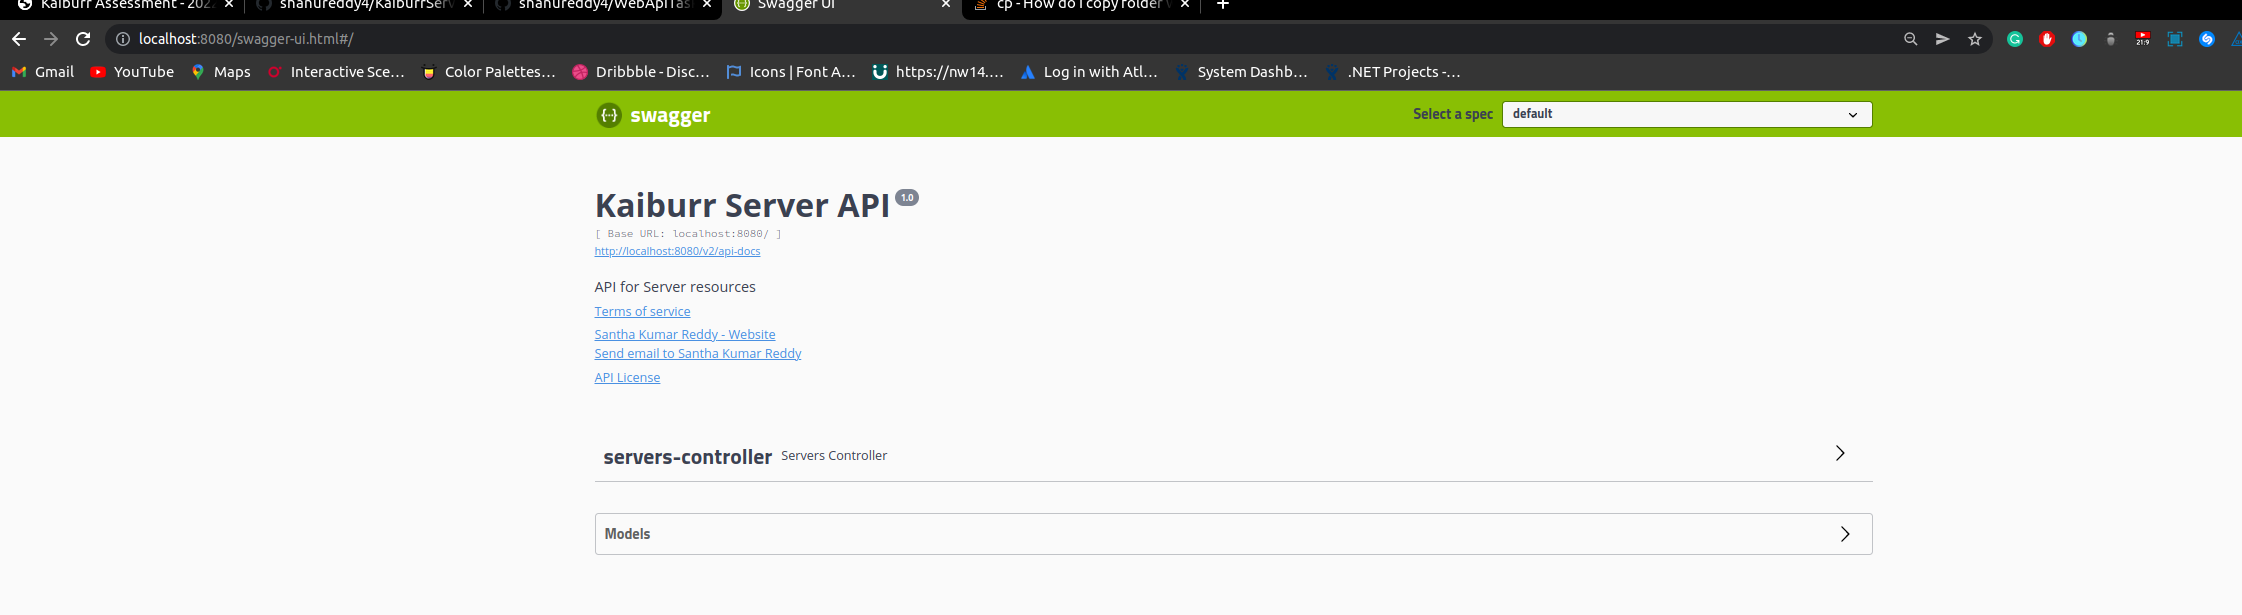 Kaiburr Assessment - 202
shanureddy4/KaiburrServ
shanureddy4/WebApiTas
Swagger UI
cp - How do I copy folder
localhost:8080/swagger-ui.html#/
21:9
Gmail YouTube Maps Interactive Sce... Color Palettes... Dribbble - Disc... Icons | Font A... https://nw14.... Log in with Atl... System Dashb... .NET Projects -...
swagger Select a spec default
Kaiburr Server API 1.0
[ Base URL: localhost:8080/ ]
http://localhost:8080/v2/api-docs
API for Server resources
Terms of service
Santha Kumar Reddy - Website
Send email to Santha Kumar Reddy
API License
servers-controller Servers Controller
Models